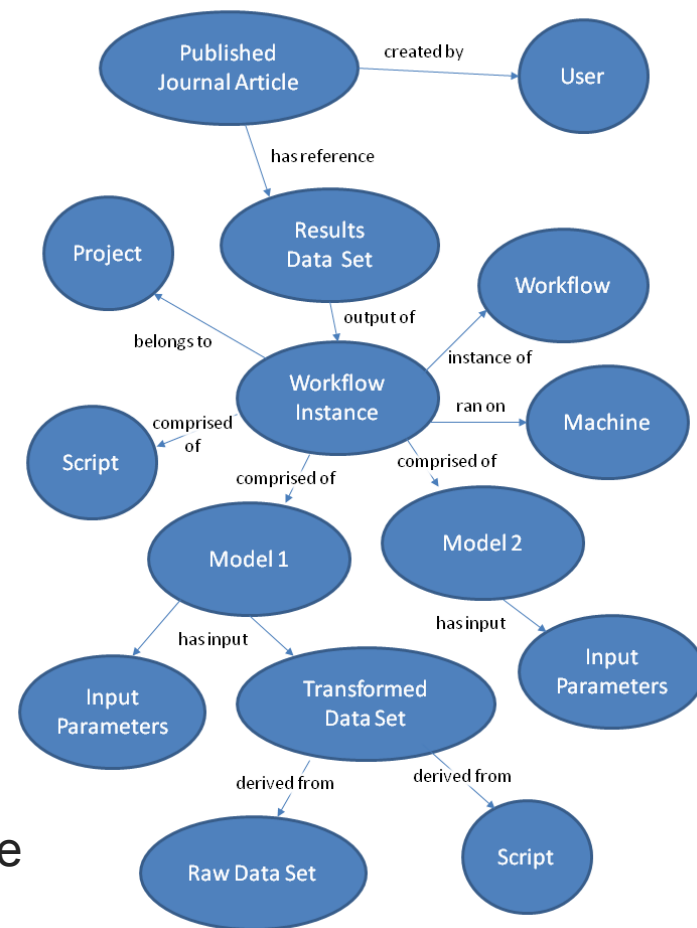 Published
Journal Article
created by
User
has reference
Results
Data Set
Project
Workflow
output of
belongs to
instance of
Workflow
Instance
ran on
Machine
comprised
of
Script
comprised of
comprised of
Model 1
Model 2
has input
has input
Input
Parameters
Transformed
Data Set
Input
Parameters
derived from
derived from
Raw Data Set
Script
e